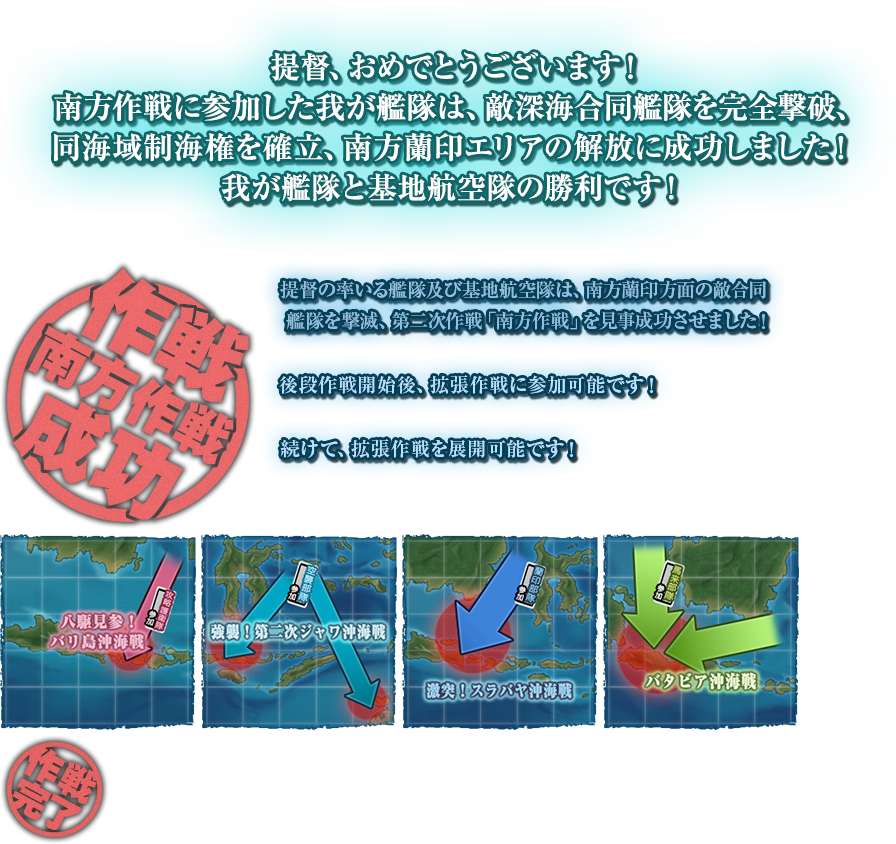 提督、おめでとうございます！
南方作戦に参加した我が艦隊は、敵深海合同艦隊を完全撃破、
同海域制海権を確立、南方蘭印エリアの解放に成功しました！
我が艦隊と基地航空隊の勝利です！
作戦
南方作戦
成功
提督の率いる艦隊及び基地航空隊は、南方蘭印方面の敵合同
艦隊を撃滅、第二次作戦「南方作戦」を見事成功させました！
後段作戦開始後、拡張作戦に参加可能です！
続けて、拡張作戦を展開可能です！
攻略護衛隊
参加
八駆見参！
バリ島沖海戦
空襲部隊
参加
強襲！第二次ジャワ沖海戦
蘭印部隊
参加
激突！スラバヤ沖海戦
馬来部隊
参加
バタビア沖海戦
作戦
完了